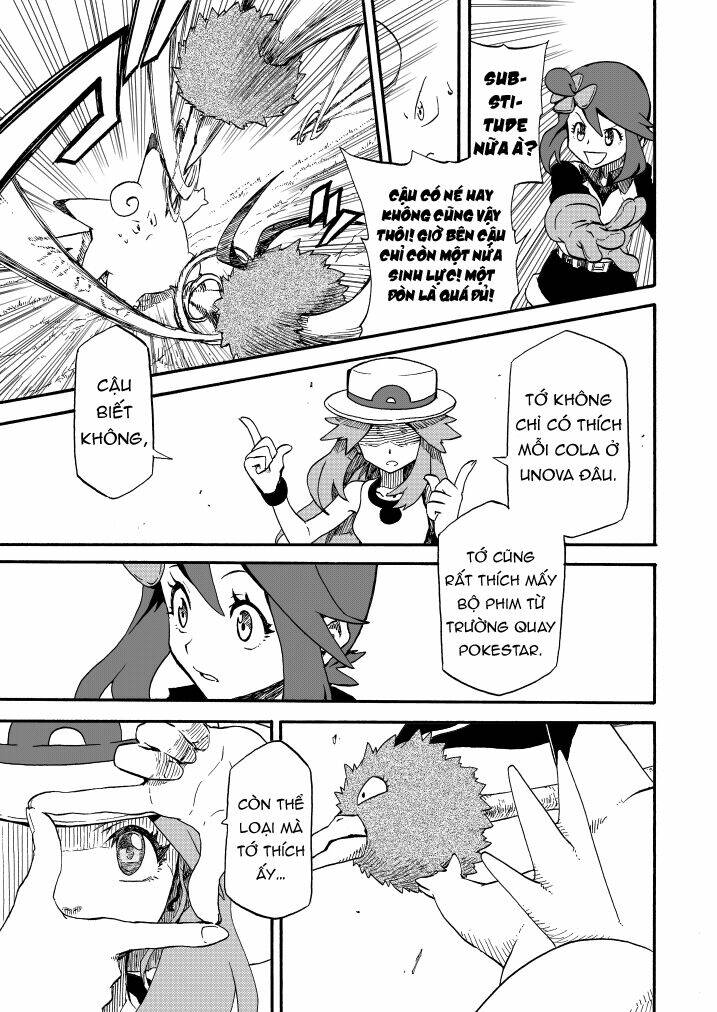 SUB-
STI-
TUDE
NỮA À?
CẬU CÓ NÉ HAY
KHÔNG CŨNG VẬY
THÔI! GIỜ BÊN CẬU
CHỈ CÒN MỘT NỬA
SINH LỰC! MỘT
ĐÒN LÀ QUÁ ĐỦ!
TỚ KHÔNG
CHỈ CÓ THÍCH
MỖI COLA Ở
UNOVA ĐÂU.
CẬU
BIẾT
KHÔNG,
TỚ CŨNG
RẤT THÍCH MẤY
BỘ PHIM TỪ
TRƯỜNG QUAY
POKESTAR.
CÒN THỂ
LOẠI MÀ
TỚ THÍCH
ẤY...